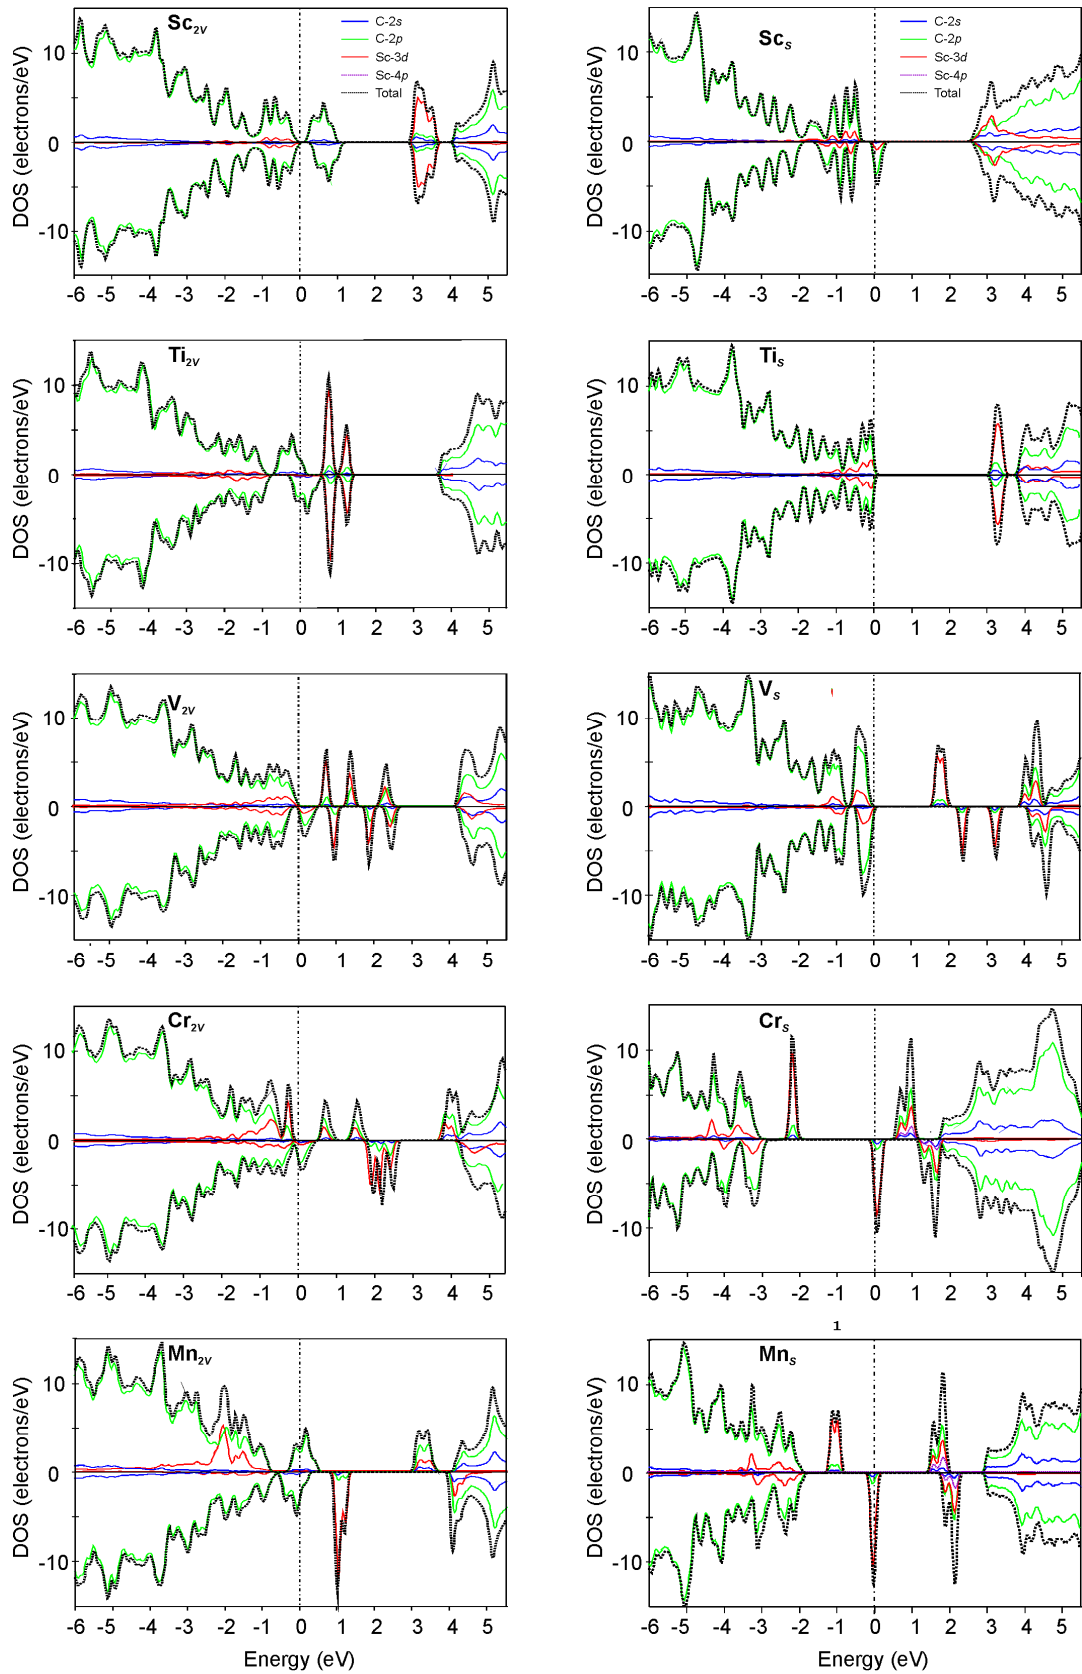 Sc2v
C-2s
C-2p
Sc-3d
Sc-4p
Total
DOS (electrons/eV)
10
0
-10
-6 -5 -4 -3 -2 -1 0 1 2 3 4 5
Scs
C-2s
C-2p
Sc-3d
Sc-4p
Total
DOS (electrons/eV)
10
0
-10
-6 -5 -4 -3 -2 -1 0 1 2 3 4 5
Ti2v
DOS (electrons/eV)
10
0
-10
-6 -5 -4 -3 -2 -1 0 1 2 3 4 5
Tis
DOS (electrons/eV)
10
0
-10
-6 -5 -4 -3 -2 -1 0 1 2 3 4 5
V2v
DOS (electrons/eV)
10
0
-10
-6 -5 -4 -3 -2 -1 0 1 2 3 4 5
Vs
DOS (electrons/eV)
10
0
-10
-6 -5 -4 -3 -2 -1 0 1 2 3 4 5
Cr2v
DOS (electrons/eV)
10
0
-10
-6 -5 -4 -3 -2 -1 0 1 2 3 4 5
Crs
DOS (electrons/eV)
10
0
-10
-6 -5 -4 -3 -2 -1 0 1 2 3 4 5
1
Mn2v
DOS (electrons/eV)
10
0
-10
-6 -5 -4 -3 -2 -1 0 1 2 3 4 5
Energy (eV)
Mns
DOS (electrons/eV)
10
0
-10
-6 -5 -4 -3 -2 -1 0 1 2 3 4 5
Energy (eV)